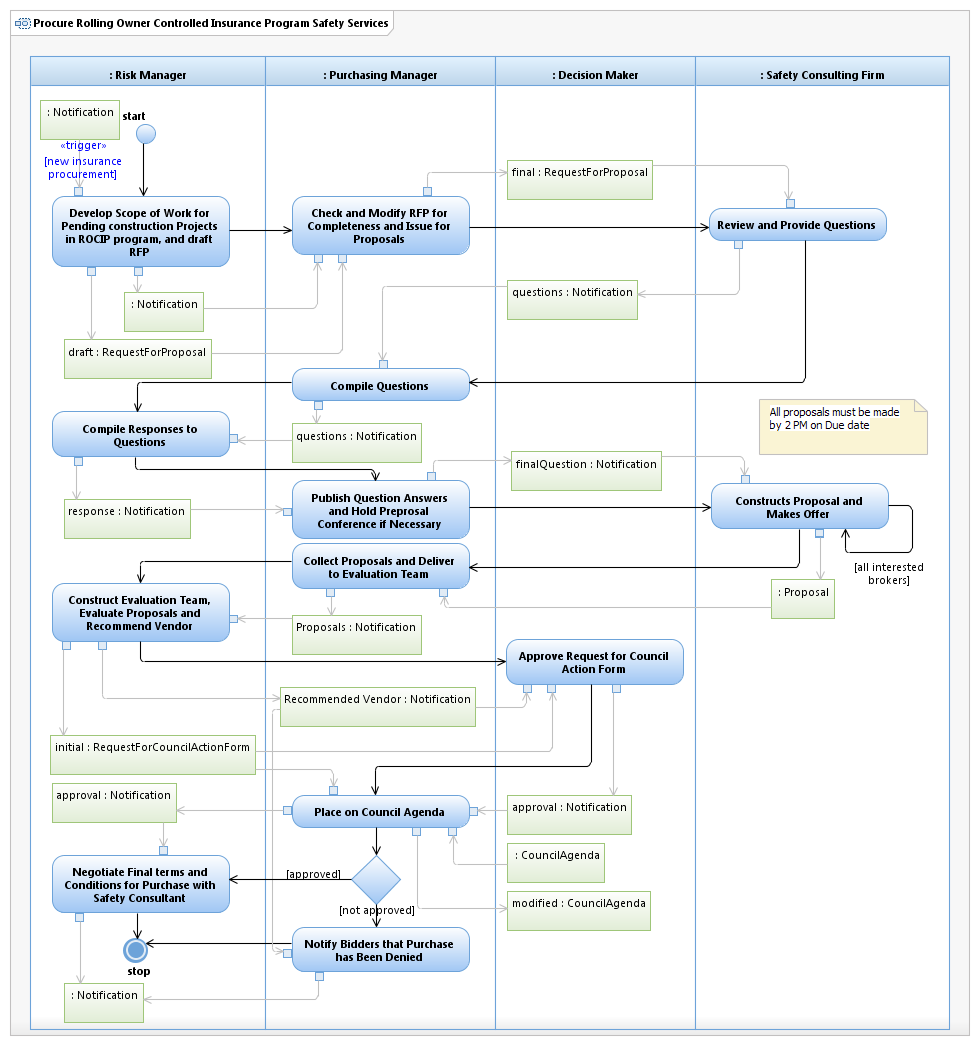 Procure Rolling Owner Controlled Insurance Program Safety Services
: Risk Manager
: Purchasing Manager
: Decision Maker
: Safety Consulting Firm
: Notification
start
«trigger»
[new insurance
procurement]
Develop Scope of Work for
Pending construction Projects
in ROCIP program, and draft
RFP
Check and Modify RFP for
Completeness and Issue for
Proposals
final : RequestForProposal
Review and Provide Questions
: Notification
questions : Notification
draft : RequestForProposal
Compile Questions
Compile Responses to
Questions
questions : Notification
All proposals must be made
by 2 PM on Due date
finalQuestion : Notification
response : Notification
Publish Question Answers
and Hold Preprosal
Conference if Necessary
Constructs Proposal and
Makes Offer
[all interested
brokers]
Collect Proposals and Deliver
to Evaluation Team
: Proposal
Construct Evaluation Team,
Evaluate Proposals and
Recommend Vendor
Proposals : Notification
Approve Request for Council
Action Form
Recommended Vendor : Notification
initial : RequestForCouncilActionForm
approval : Notification
Place on Council Agenda
approval : Notification
: CouncilAgenda
Negotiate Final terms and
Conditions for Purchase with
Safety Consultant
[approved]
[not approved]
modified : CouncilAgenda
Notify Bidders that Purchase
has Been Denied
stop
: Notification